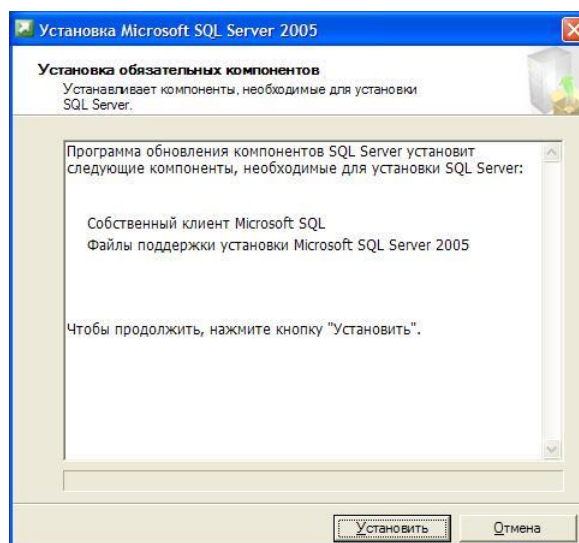 Установка Microsoft SQL Server 2005
Установка обязательных компонентов
Устанавливает компоненты, необходимые для установки
SQL Server.
Программа обновления компонентов SQL Server установит
следующие компоненты, необходимые для установки SQL Server:
Собственный клиент Microsoft SQL
Файлы поддержки установки Microsoft SQL Server 2005
Чтобы продолжить, нажмите кнопку "Установить".
Установить
Отмена